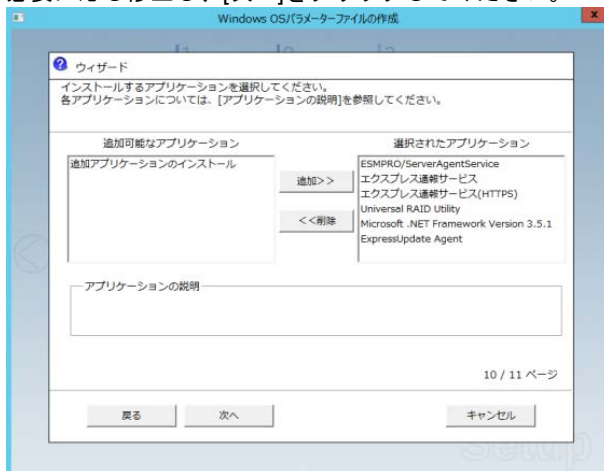 Windows OSパラメーターファイルの作成
ウィザード
インストールするアプリケーションを選択してください。
各アプリケーションについては、[アプリケーションの説明]を参照してください。
追加可能なアプリケーション
追加アプリケーションのインストール
追加>>
<<削除
選択されたアプリケーション
ESMPRO/ServerAgentService
エクスプレス通報サービス
エクスプレス通報サービス(HTTPS)
Universal RAID Utility
Microsoft .NET Framework Version 3.5.1
ExpressUpdate Agent
アプリケーションの説明
10 / 11 ページ
戻る
次へ
キャンセル
Setup